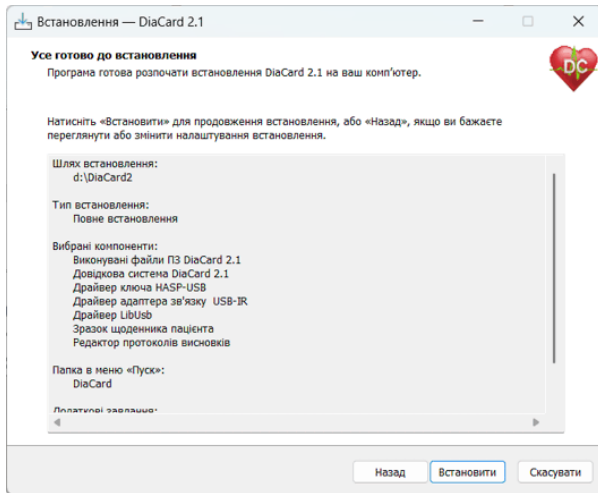 Встановлення — DiaCard 2.1
Усе готово до встановлення
Програма готова розпочати встановлення DiaCard 2.1 на ваш комп’ютер.
DC
Натисніть «Встановити» для продовження встановлення, або «Назад», якщо ви бажаєте
переглянути або змінити налаштування встановлення.
Шлях встановлення:
d:\DiaCard2
Тип встановлення:
Повне встановлення
Вибрані компоненти:
Виконувані файли ПЗ DiaCard 2.1
Довідкова система DiaCard 2.1
Драйвер ключа HASP-USB
Драйвер адаптера зв'язку  USB-IR
Драйвер LibUsb
Зразок щоденника пацієнта
Редактор протоколів висновків
Папка в меню «Пуск»:
DiaCard
Додаткові завдання:
Назад
Встановити
Скасувати